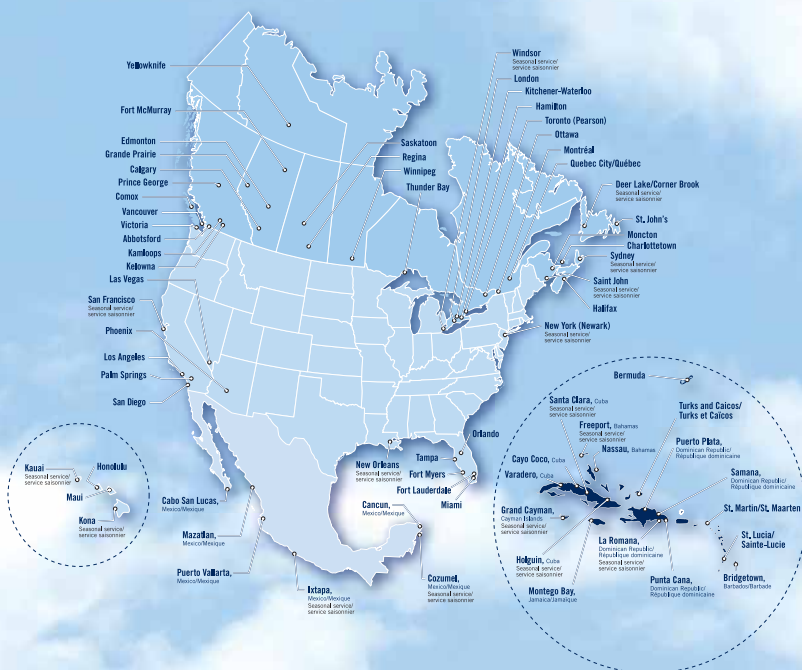 Yellowknife
Fort McMurray
Edmonton
Grande Prairie
Calgary
Prince George
Comox
Vancouver
Victoria
Abbotsford
Kamloops
Kelowna
Las Vegas
San Francisco
Seasonal service/
service saisonnier
Phoenix
Los Angeles
Palm Springs
San Diego
Saskatoon
Regina
Winnipeg
Thunder Bay
Windsor
Seasonal service/
service saisonnier
London
Kitchener-Waterloo
Hamilton
Toronto (Pearson)
Ottawa
Montréal
Quebec City/Québec
Deer Lake/Corner Brook
Seasonal service/
service saisonnier
St. John's
Moncton
Charlottetown
Sydney
Seasonal service/
service saisonnier
Saint John
Seasonal service/
service saisonnier
Halifax
New York (Newark)
Seasonal service/
service saisonnier
Kauai
Seasonal service/
service saisonnier
Honolulu
Maui
Kona
Seasonal service/
service saisonnier
Cabo San Lucas,
Mexico/Mexique
Mazatlan,
Mexico/Mexique
Puerto Vallarta,
Mexico/Mexique
Ixtapa,
Mexico/Mexique
Seasonal service/
service saisonnier
New Orleans
Seasonal service/
service saisonnier
Orlando
Tampa
Fort Myers
Fort Lauderdale
Miami
Cancun,
Mexico/Mexique
Cozumel,
Mexico/Mexique
Seasonal service/
service saisonnier
Bermuda
Santa Clara, Cuba
Seasonal service/
service saisonnier
Freeport, Bahamas
Seasonal service/
service saisonnier
Nassau, Bahamas
Cayo Coco, Cuba
Varadero, Cuba
Turks and Caicos/
Turks et Caïcos
Puerto Plata,
Dominican Republic/
République dominicaine
Samana,
Dominican Republic/
République dominicaine
St. Martin/St. Maarten
Grand Cayman,
Cayman Islands
Seasonal service/
service saisonnier
Holguin, Cuba
Seasonal service/
service saisonnier
Montego Bay,
Jamaica/Jamaïque
La Romana,
Dominican Republic/
République dominicaine
Seasonal service/
service saisonnier
Punta Cana,
Dominican Republic/
République dominicaine
St. Lucia/
Sainte-Lucie
Bridgetown,
Barbados/Barbade